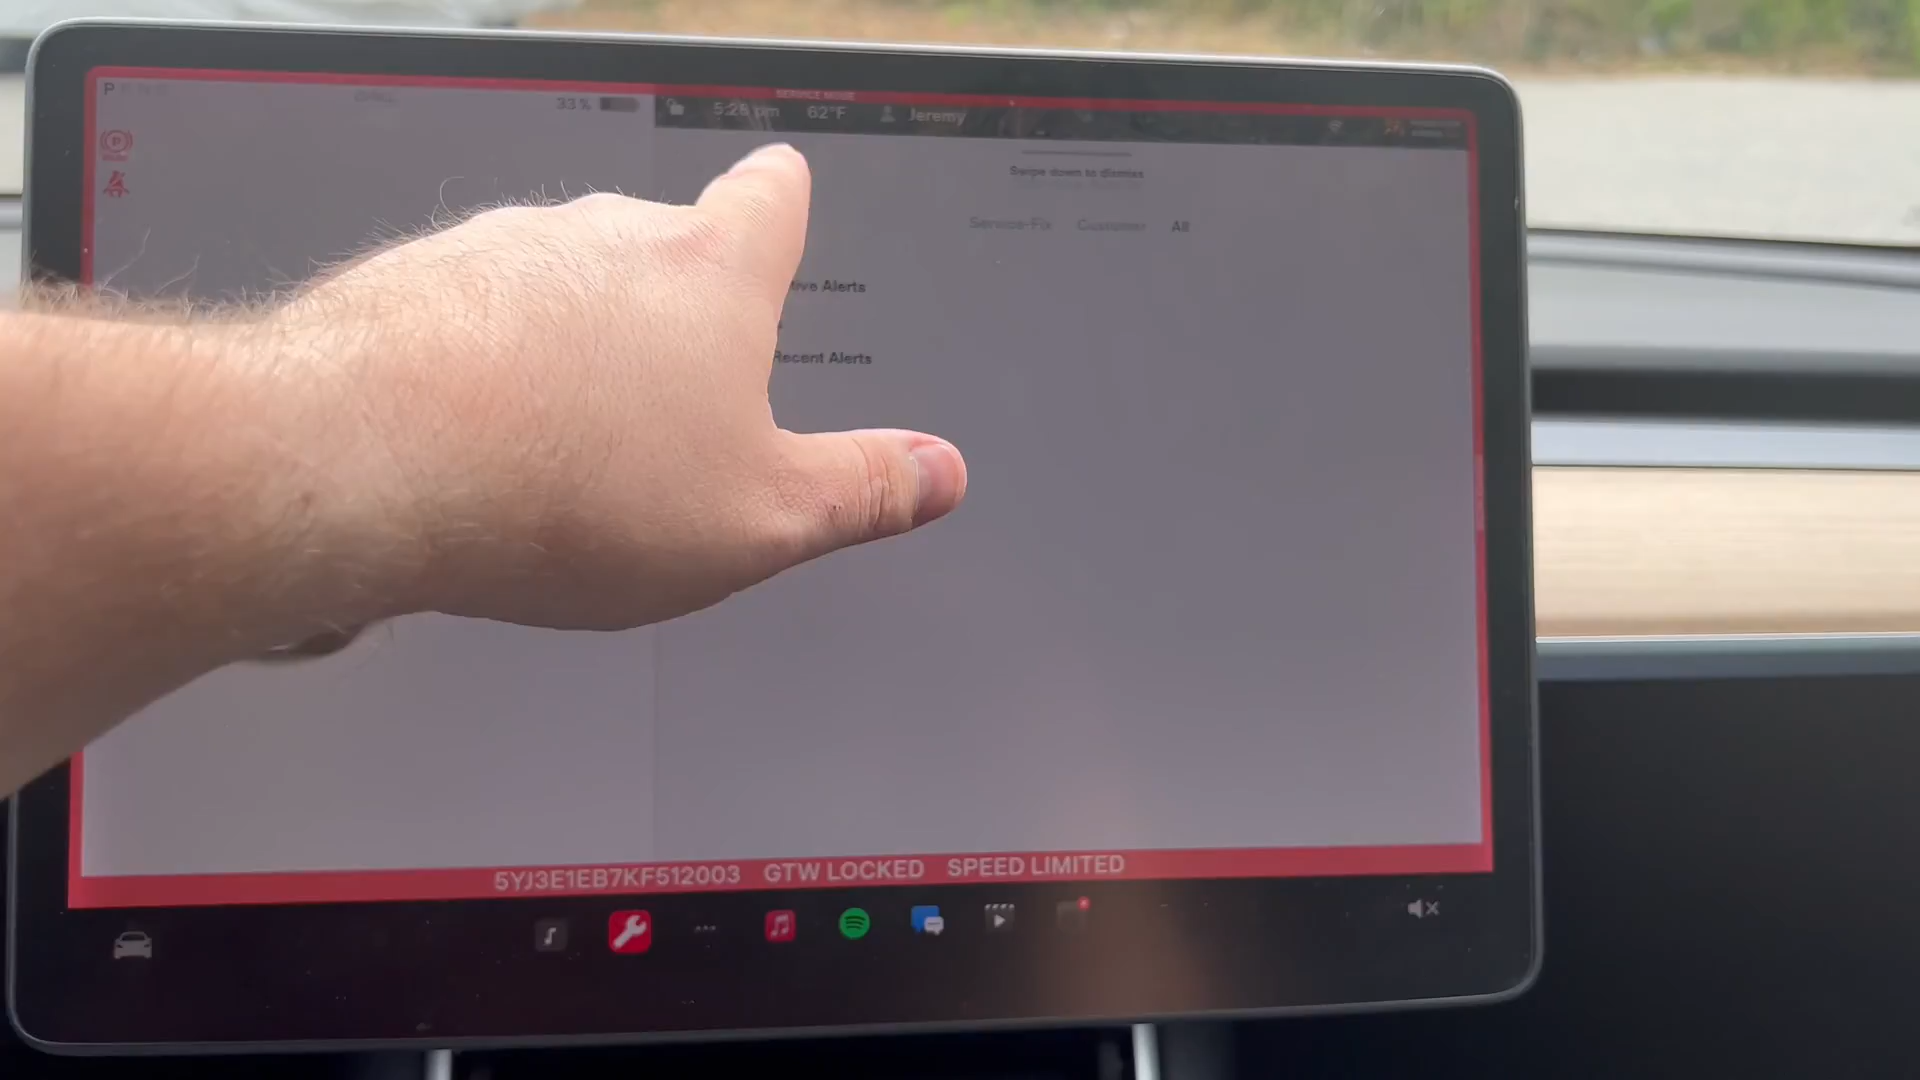 SERVICE MODE
P
33 %
5:26 pm 62°F Jeremy
Swipe down to dismiss
Service-Fix Customer All
tive Alerts
Recent Alerts
5YJ3E1EB7KF512003 GTW LOCKED SPEED LIMITED